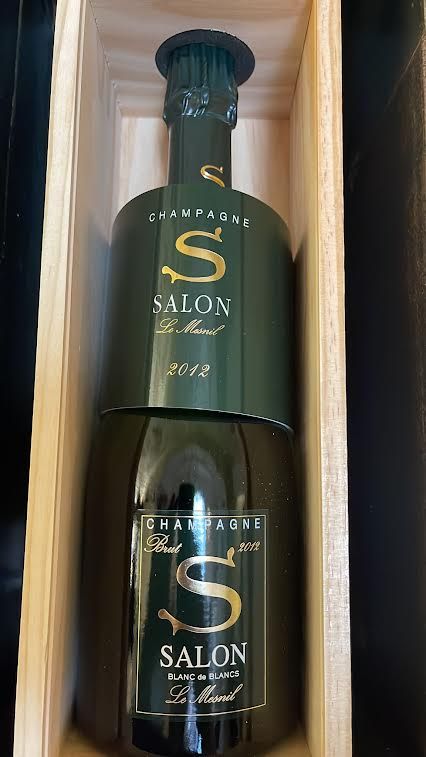 S
CHAMPAGNE
S
SALON
Le Mesnil
2012
CHAMPAGNE
Brut 2012
S
SALON
BLANC de BLANCS
Le Mesnil